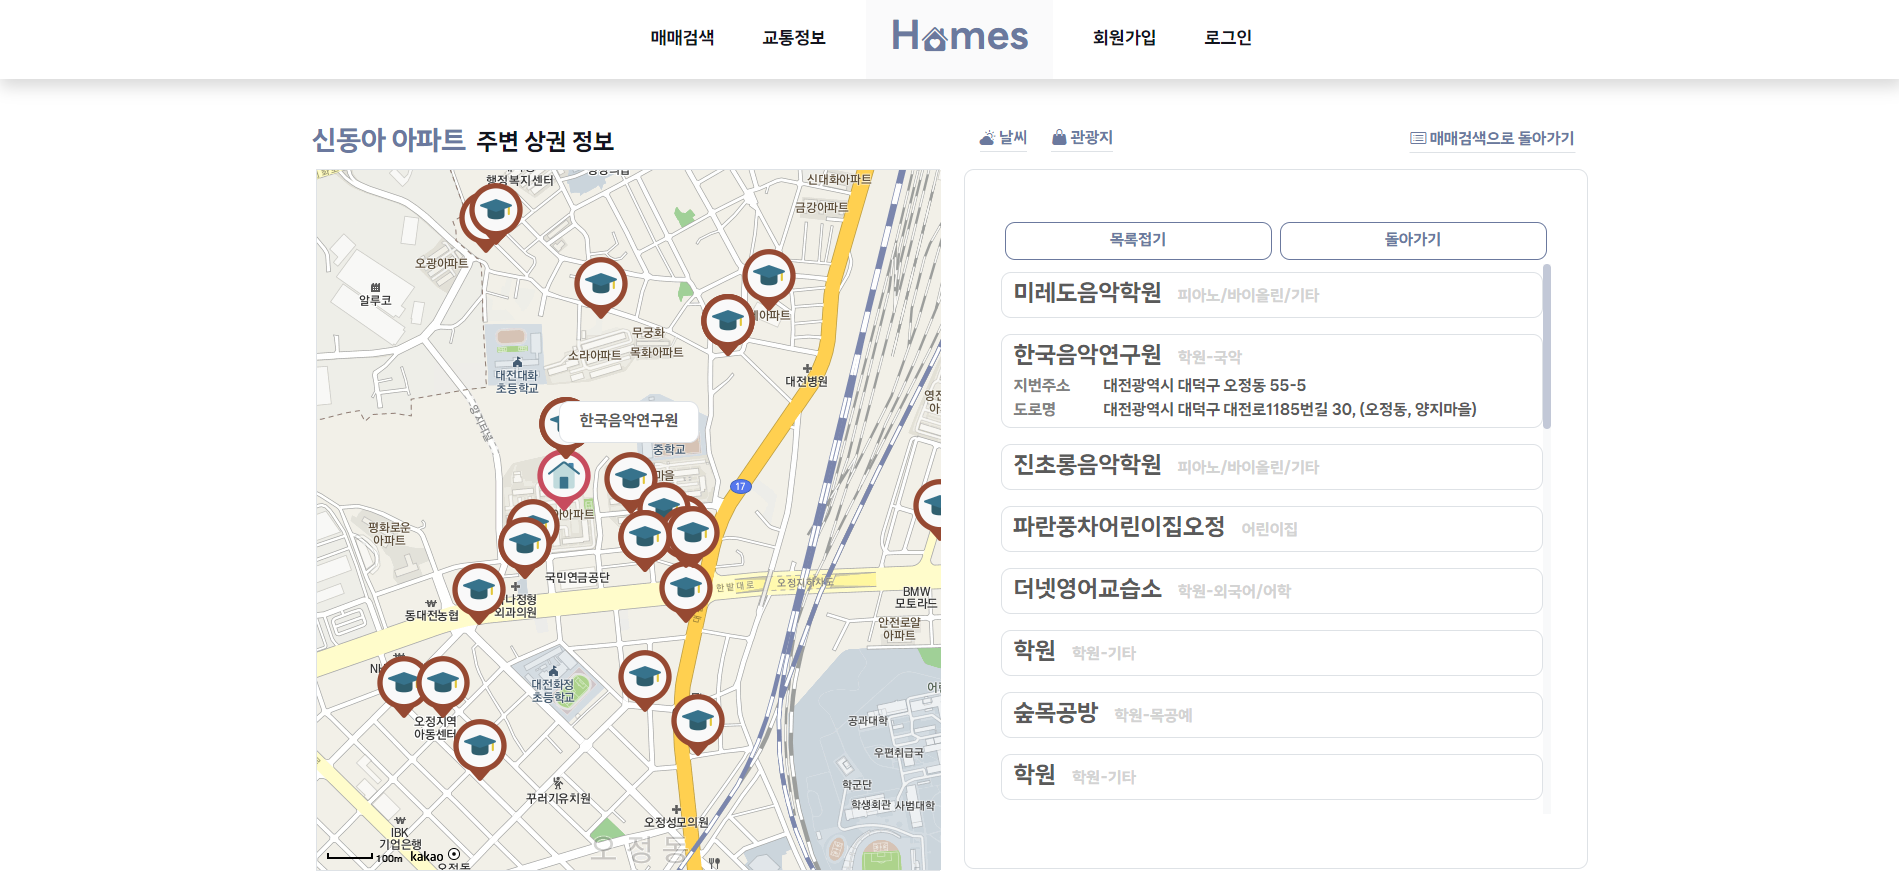 매매검색
교통정보
Homes
회원가입
로그인
신동아 아파트 주변 상권 정보
날씨
관광지
매매검색으로 돌아가기
행정복지센터
신대화아파트
금강아파트
오광아파트
알루코
무궁화
목화아파트
소라아파트
대전대화
초등학교
대전병원
양지터널
한국음악연구원
중학교
마을
17
평화로운
아파트
국민연금공단
한밭대로
오정지하차도
BMW
모토라드
안전로얄
아파트
동대전농협
나정형
외과의원
대전화정
초등학교
오정지역
아동센터
공과대학
우편취급국
학군단
학생회관
사범대학
꾸러기유치원
오정성모의원
오정동
IBK
기업은행
100m
kakao
목록접기
돌아가기
미레도음악학원 피아노/바이올린/기타
한국음악연구원 학원-국악
지번주소 대전광역시 대덕구 오정동 55-5
도로명 대전광역시 대덕구 대전로1185번길 30, (오정동, 양지마을)
진초롱음악학원 피아노/바이올린/기타
파란풍차어린이집오정 어린이집
더넷영어교습소 학원-외국어/어학
학원 학원-기타
숲목공방 학원-목공예
학원 학원-기타